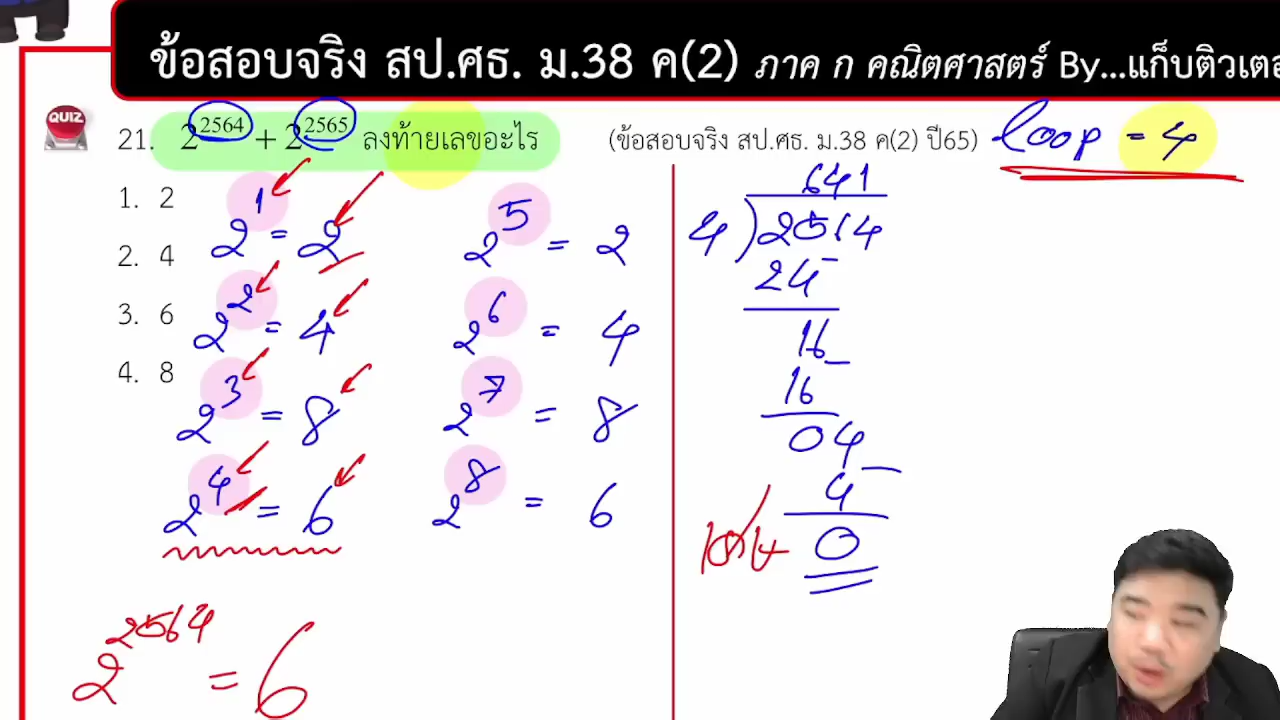 ข้อสอบจริง สป.ศธ. ม.38 ค(2) ภาค ก คณิตศาสตร์ By...แก็บติวเตอ
QUIZ
21. 2^2564 + 2^2565 ลงท้ายเลขอะไร (ข้อสอบจริง สป.ศธ. ม.38 ค(2) ปี65) loop = 4
1. 2
2. 4
3. 6
4. 8
2^1 = 2
2^2 = 4
2^3 = 8
2^4 = 6
2^5 = 2
2^6 = 4
2^7 = 8
2^8 = 6
2^2564 = 6
641
4)2564
24
16
16
04
4
0